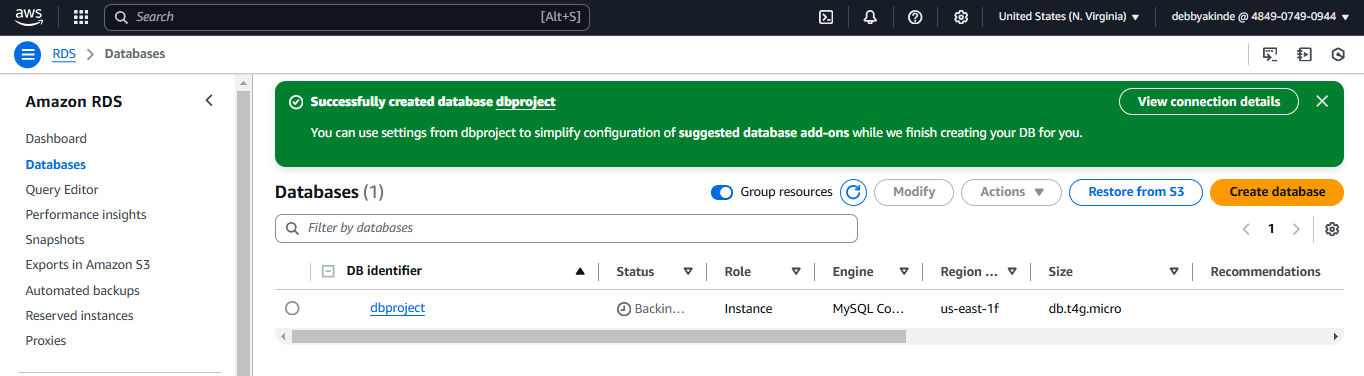 aws
Search [Alt+S] United States (N. Virginia) debbyakinde @ 4849-0749-0944
RDS Databases
Amazon RDS
Dashboard
Databases
Query Editor
Performance insights
Snapshots
Exports in Amazon S3
Automated backups
Reserved instances
Proxies
Successfully created database dbproject View connection details
You can use settings from dbproject to simplify configuration of suggested database add-ons while we finish creating your DB for you.
Databases (1) Group resources Modify Actions Restore from S3 Create database
Filter by databases 1
DB identifier Status Role Engine Region ... Size Recommendations
dbproject Backin... Instance MySQL Co... us-east-1f db.t4g.micro